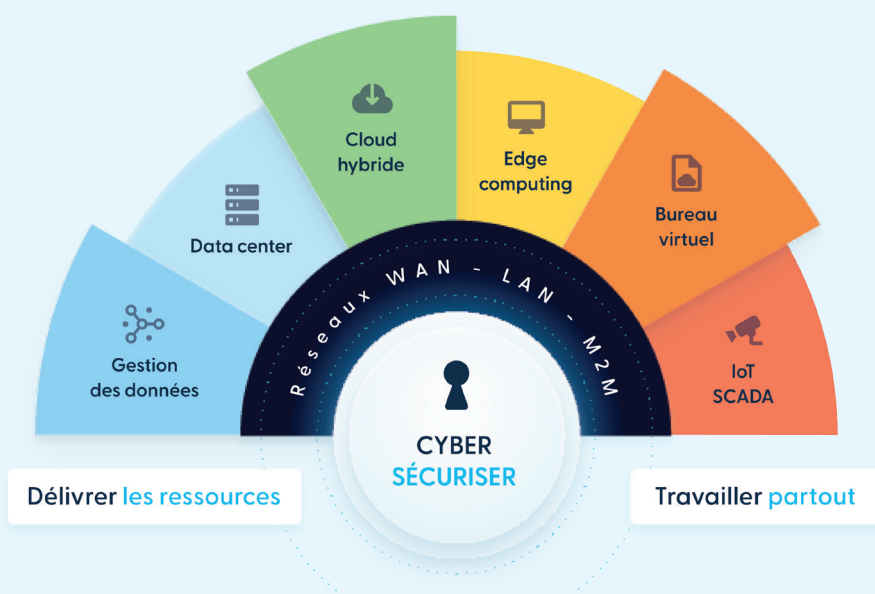 Cloud
hybride
Edge
computing
Bureau
virtuel
Data center
Réseaux WAN - LAN - M2M
Gestion
des données
IoT
SCADA
CYBER
SÉCURISER
Délivrer les ressources
Travailler partout